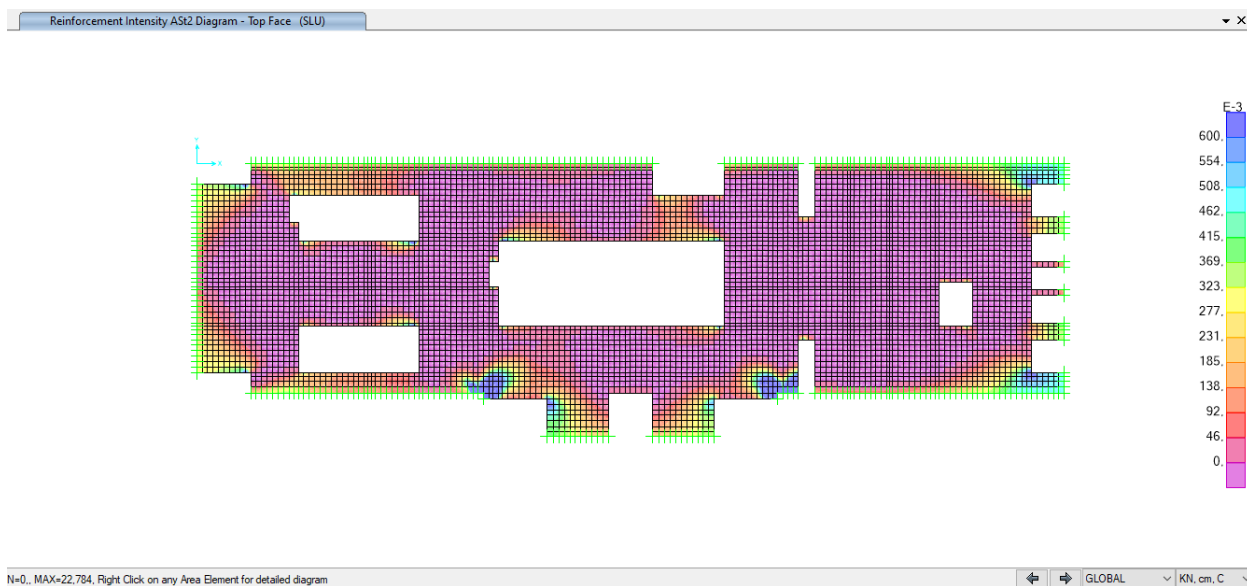 Reinforcement Intensity ASt2 Diagram - Top Face (SLU)
E-3
600,
554,
508,
462,
415,
369,
323,
277,
231,
185,
138,
92,
46,
0,
N=0,, MAX=22,784, Right Click on any Area Element for detailed diagram
GLOBAL
KN, cm, C